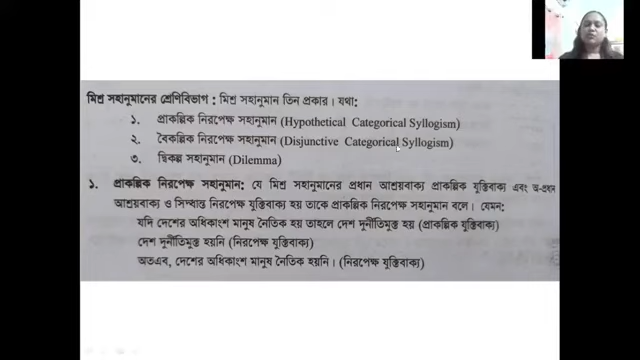 মিশ্র সহানুমানের শ্রেণিবিভাগ : মিশ্র সহানুমান তিন প্রকার। যথা:
১. প্রাকল্পিক নিরপেক্ষ সহানুমান (Hypothetical Categorical Syllogism)
২. বৈকল্পিক নিরপেক্ষ সহানুমান (Disjunctive Categorical Syllogism)
৩. দ্বিকল্প সহানুমান (Dilemma)
১. প্রাকল্পিক নিরপেক্ষ সহানুমান: যে মিশ্র সহানুমানের প্রধান আশ্রয়বাক্য প্রাকল্পিক যুক্তিবাক্য এবং অ-প্রধান
আশ্রয়বাক্য ও সিদ্ধান্ত নিরপেক্ষ যুক্তিবাক্য হয় তাকে প্রাকল্পিক নিরপেক্ষ সহানুমান বলে। যেমন:
যদি দেশের অধিকাংশ মানুষ নৈতিক হয় তাহলে দেশ দুর্নীতিমুক্ত হয় (প্রাকল্পিক যুক্তিবাক্য)
দেশ দুর্নীতিমুক্ত হয়নি (নিরপেক্ষ যুক্তিবাক্য)
অতএব, দেশের অধিকাংশ মানুষ নৈতিক হয়নি। (নিরপেক্ষ যুক্তিবাক্য)